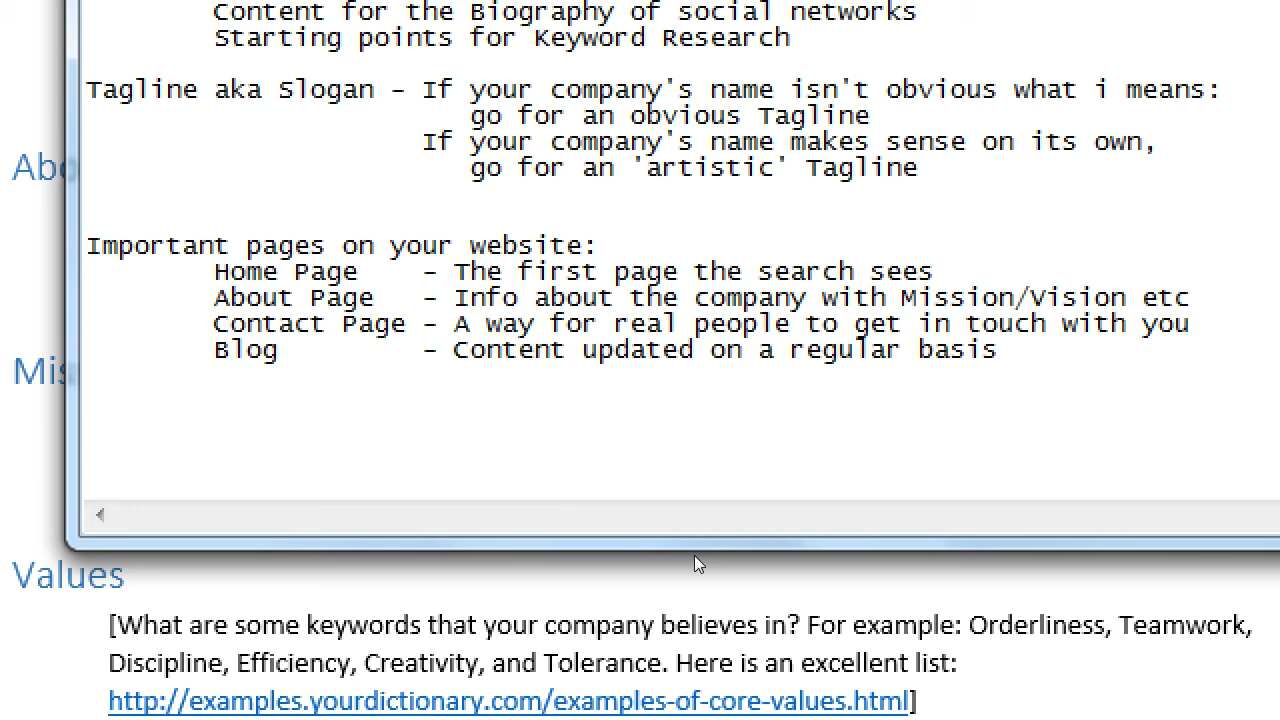 Content for the Biography of social networks
Starting points for Keyword Research
Tagline aka Slogan - If your company's name isn't obvious what i means:
go for an obvious Tagline
If your company's name makes sense on its own,
go for an 'artistic' Tagline
Important pages on your website:
Home Page - The first page the search sees
About Page - Info about the company with Mission/Vision etc
Contact Page - A way for real people to get in touch with you
Blog - Content updated on a regular basis
Abo
Mis
Values
[What are some keywords that your company believes in? For example: Orderliness, Teamwork,
Discipline, Efficiency, Creativity, and Tolerance. Here is an excellent list:
http://examples.yourdictionary.com/examples-of-core-values.html]